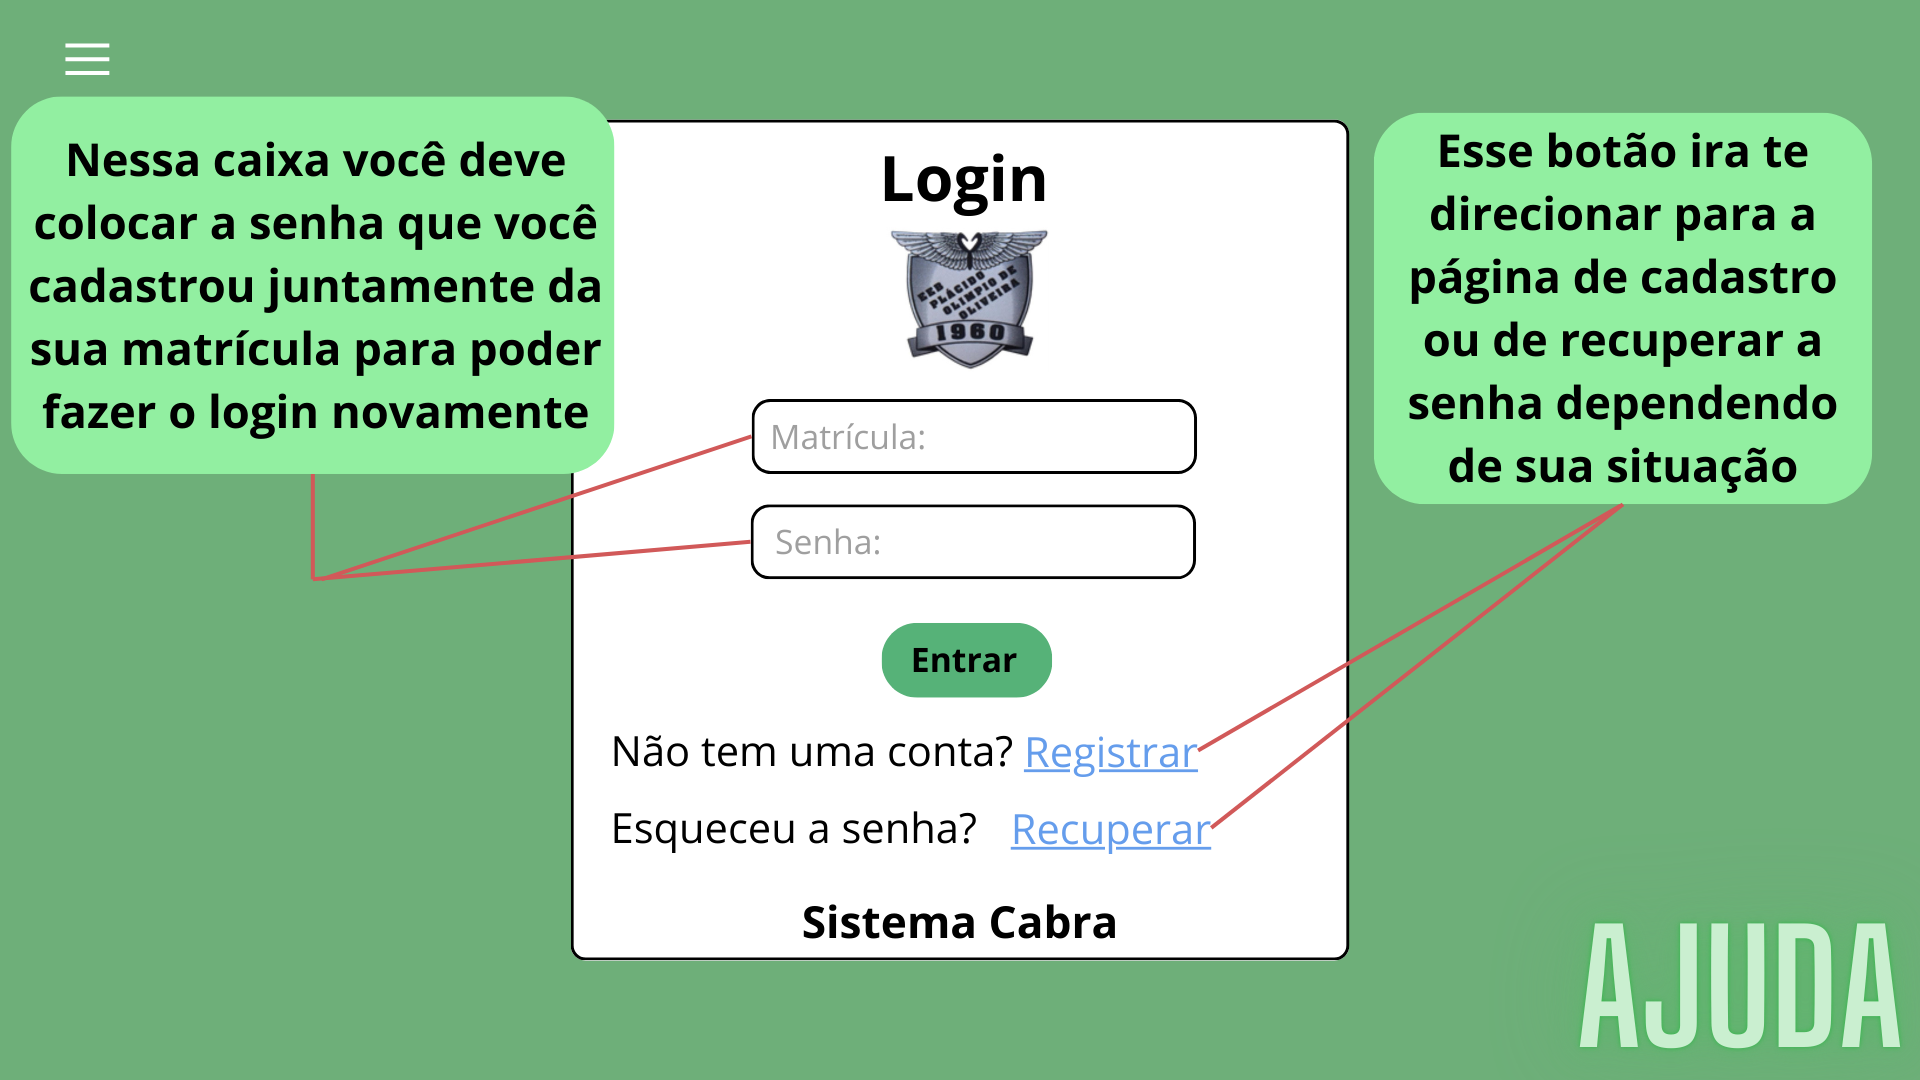 Nessa caixa você deve
colocar a senha que você
cadastrou juntamente da
sua matrícula para poder
fazer o login novamente
Login
EEB
PLÁCIDO
OLIMPIO DE
OLIVEIRA
1960
Matrícula:
Senha:
Entrar
Não tem uma conta? Registrar
Esqueceu a senha? Recuperar
Sistema Cabra
Esse botão ira te
direcionar para a
página de cadastro
ou de recuperar a
senha dependendo
de sua situação
AJUDA